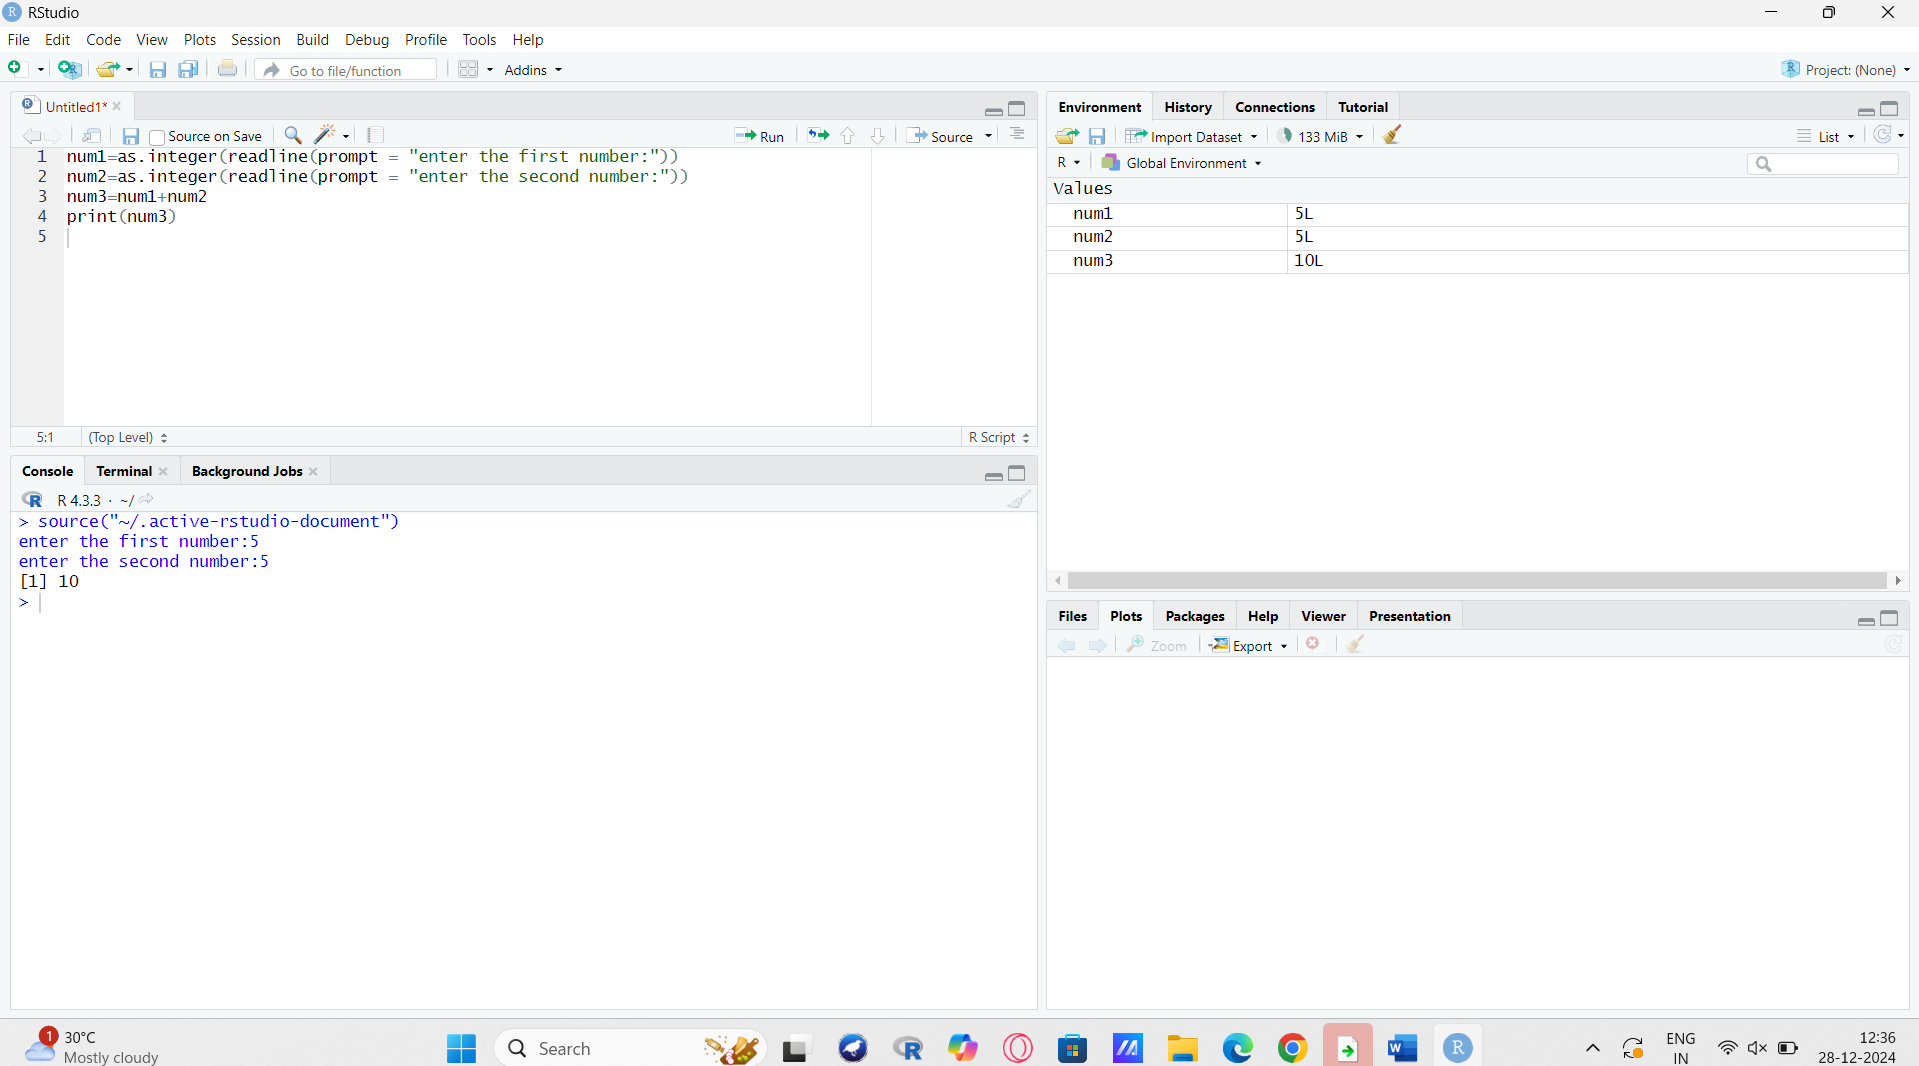 RStudio
File Edit Code View Plots Session Build Debug Profile Tools Help
Go to file/function Addins Project: (None)
Untitled1*
Source on Save Run Source
1 num1=as.integer(readline(prompt = "enter the first number:"))
2 num2=as.integer(readline(prompt = "enter the second number:"))
3 num3=num1+num2
4 print(num3)
5
5:1 (Top Level) R Script
Console Terminal Background Jobs
R 4.3.3 · ~/
> source("~/.active-rstudio-document")
enter the first number:5
enter the second number:5
[1] 10
>
Environment History Connections Tutorial
Import Dataset 133 MiB List
R Global Environment
Values
num1 5L
num2 5L
num3 10L
Files Plots Packages Help Viewer Presentation
Zoom Export
1 30°C
Mostly cloudy
Search
ENG
IN
12:36
28-12-2024